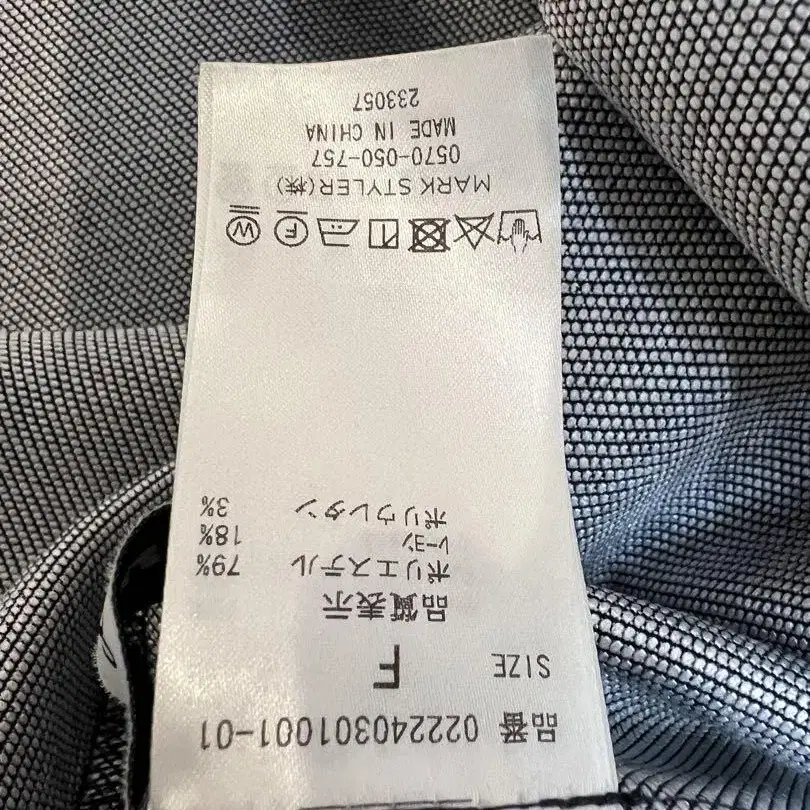 品番 022240301001-01
SIZE F
品質表示
ポリエステル 79%
レーヨン 18%
ポリウレタン 3%
MARK STYLER(株)
0570-050-757
MADE IN CHINA
233057